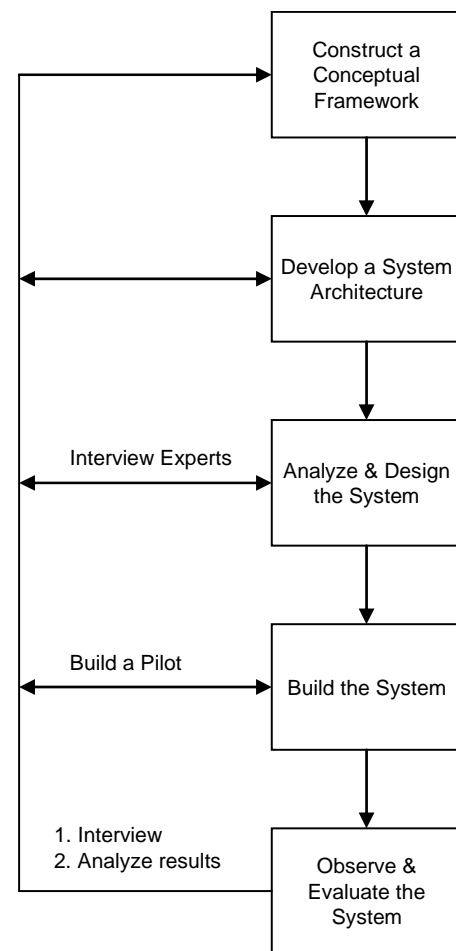 Construct a
Conceptual
Framework
Develop a System
Architecture
Interview Experts
Analyze & Design
the System
Build a Pilot
Build the System
1. Interview
2. Analyze results
Observe &
Evaluate the
System